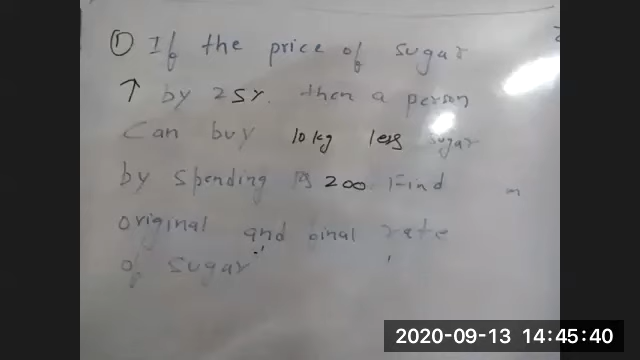 ① If the price of sugar
↑ by 25%. then a person
Can buy 10 kg less sugar
by spending Rs 200. Find
original and final rate
of sugar
2020-09-13 14:45:40